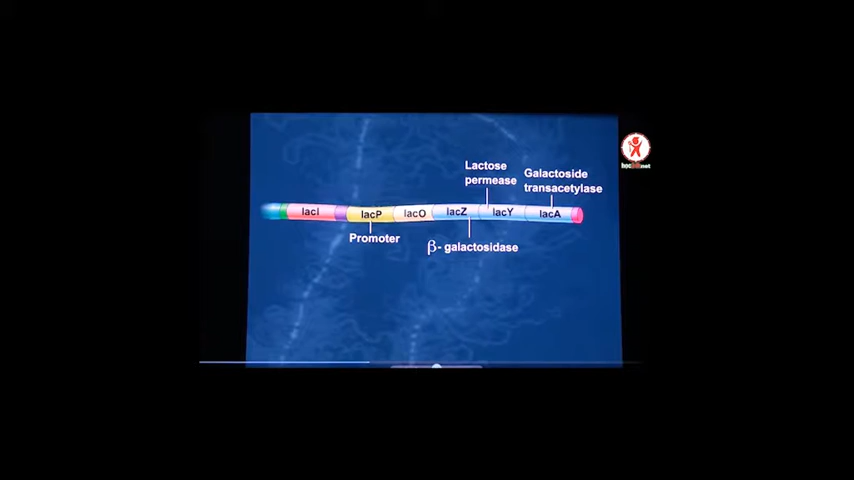 Lactose
permease
Galactoside
transacetylase
lacI
lacP
lacO
lacZ
lacY
lacA
Promoter
β- galactosidase